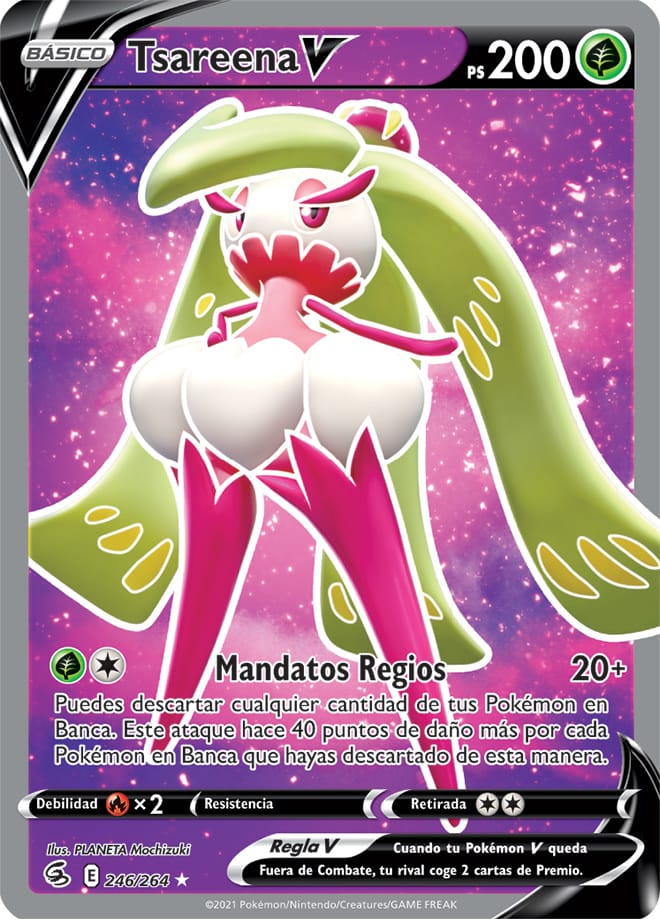 BÁSICO Tsareena V PS 200
Mandatos Regios 20+
Puedes descartar cualquier cantidad de tus Pokémon en
Banca. Este ataque hace 40 puntos de daño más por cada
Pokémon en Banca que hayas descartado de esta manera.
Debilidad ×2 Resistencia Retirada
Ilus. PLANETA Mochizuki
Regla V Cuando tu Pokémon V queda
Fuera de Combate, tu rival coge 2 cartas de Premio.
E 246/264 ★
©2021 Pokémon/Nintendo/Creatures/GAME FREAK